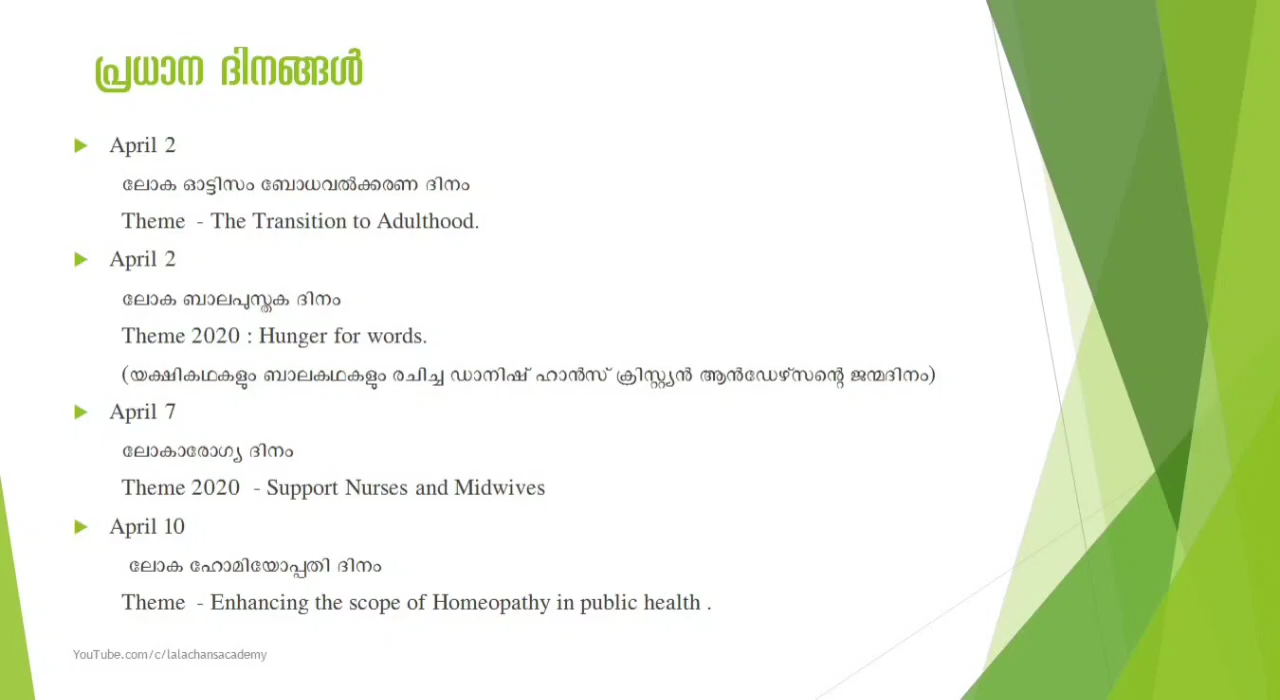 പ്രധാന ദിനങ്ങൾ
April 2
ലോക ഓട്ടിസം ബോധവൽക്കരണ ദിനം
Theme - The Transition to Adulthood.
April 2
ലോക ബാലപുസ്തക ദിനം
Theme 2020 : Hunger for words.
(യക്ഷികഥകളും ബാലകഥകളും രചിച്ച ഡാനിഷ് ഹാൻസ് ക്രിസ്റ്റ്യൻ ആൻഡേഴ്സന്റെ ജന്മദിനം)
April 7
ലോകാരോഗ്യ ദിനം
Theme 2020 - Support Nurses and Midwives
April 10
ലോക ഹോമിയോപ്പതി ദിനം
Theme - Enhancing the scope of Homeopathy in public health .
YouTube.com/c/lalachansacademy